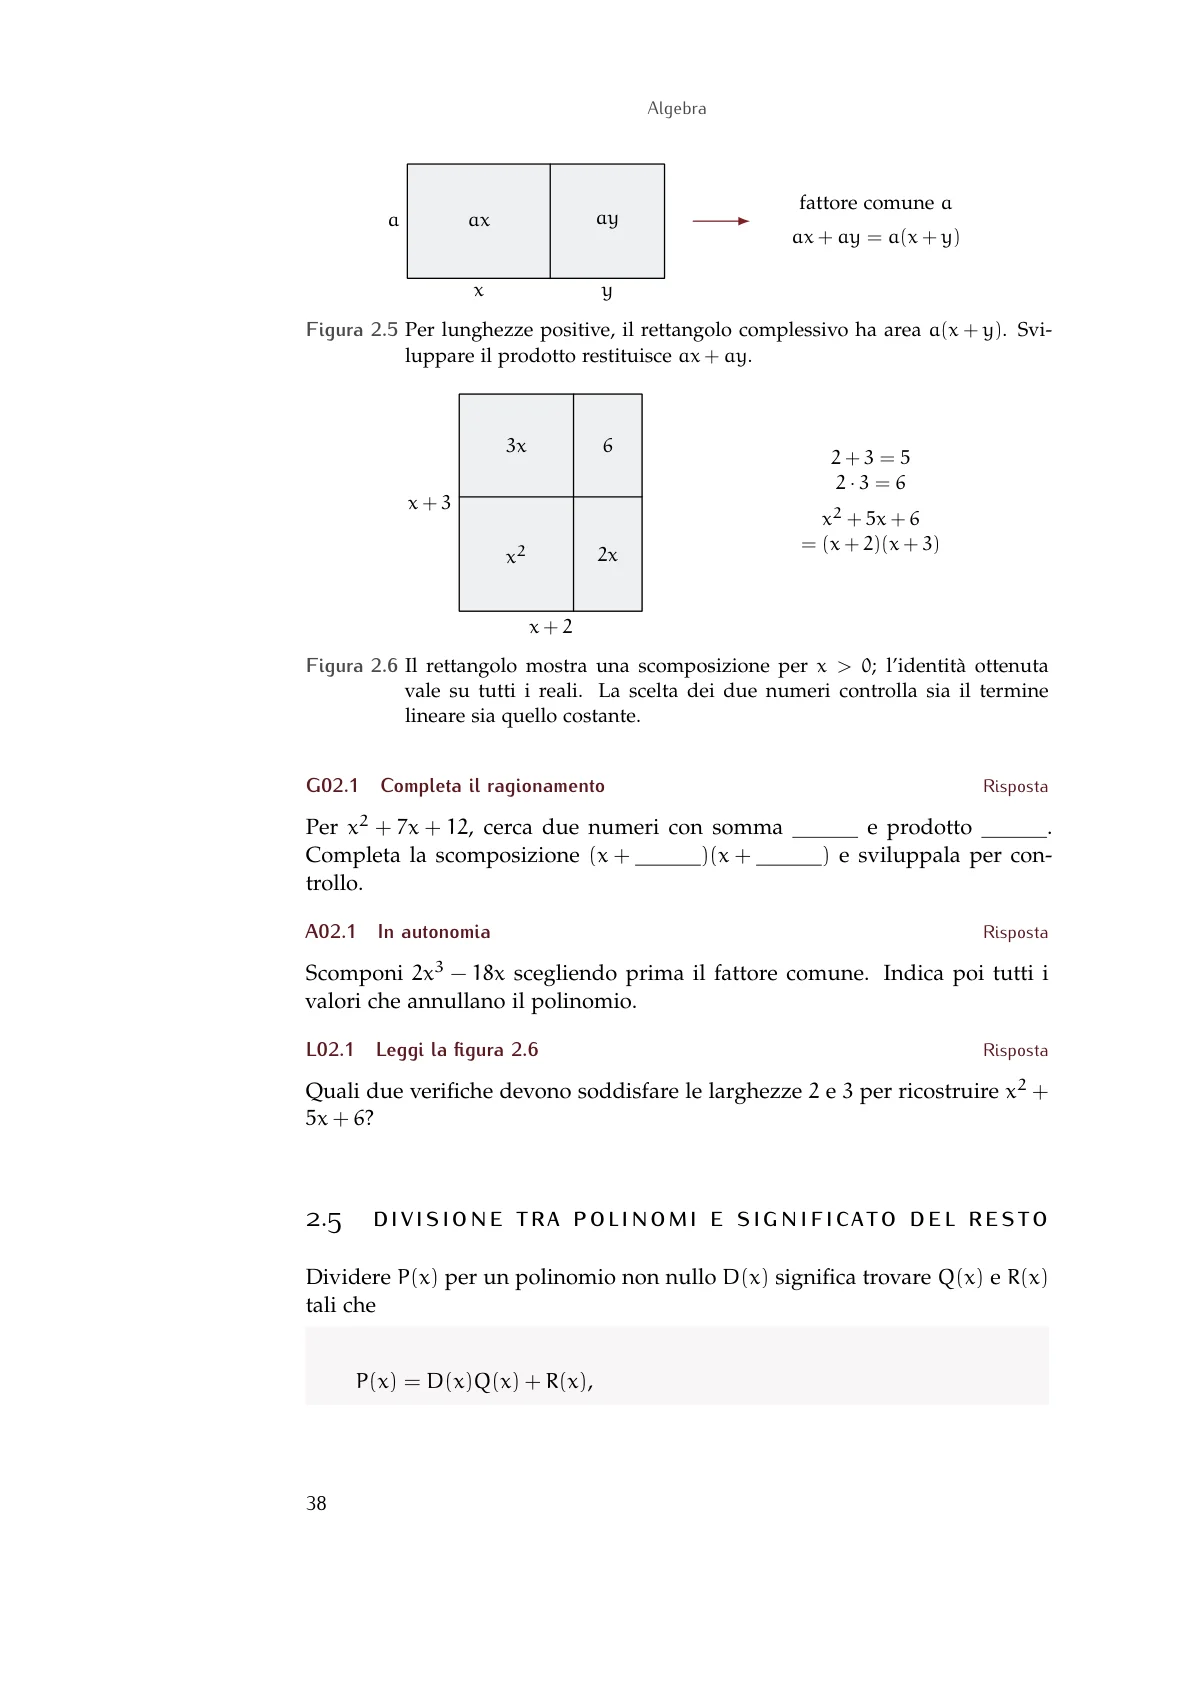 Algebra
a
ax
ay
x
y
fattore comune a
ax + ay = a(x + y)
Figura 2.5 Per lunghezze positive, il rettangolo complessivo ha area a(x + y). Svi-
luppare il prodotto restituisce ax + ay.
3x
6
x + 3
x²
2x
x + 2
2 + 3 = 5
2 · 3 = 6
x² + 5x + 6
= (x + 2)(x + 3)
Figura 2.6 Il rettangolo mostra una scomposizione per x > 0; l’identità ottenuta
vale su tutti i reali. La scelta dei due numeri controlla sia il termine
lineare sia quello costante.
G02.1 Completa il ragionamento Risposta
Per x² + 7x + 12, cerca due numeri con somma ______ e prodotto ______.
Completa la scomposizione (x + ______)(x + ______) e sviluppala per con-
trollo.
A02.1 In autonomia Risposta
Scomponi 2x³ − 18x scegliendo prima il fattore comune. Indica poi tutti i
valori che annullano il polinomio.
L02.1 Leggi la figura 2.6 Risposta
Quali due verifiche devono soddisfare le larghezze 2 e 3 per ricostruire x² +
5x + 6?
2.5 DIVISIONE TRA POLINOMI E SIGNIFICATO DEL RESTO
Dividere P(x) per un polinomio non nullo D(x) significa trovare Q(x) e R(x)
tali che
P(x) = D(x)Q(x) + R(x),
38